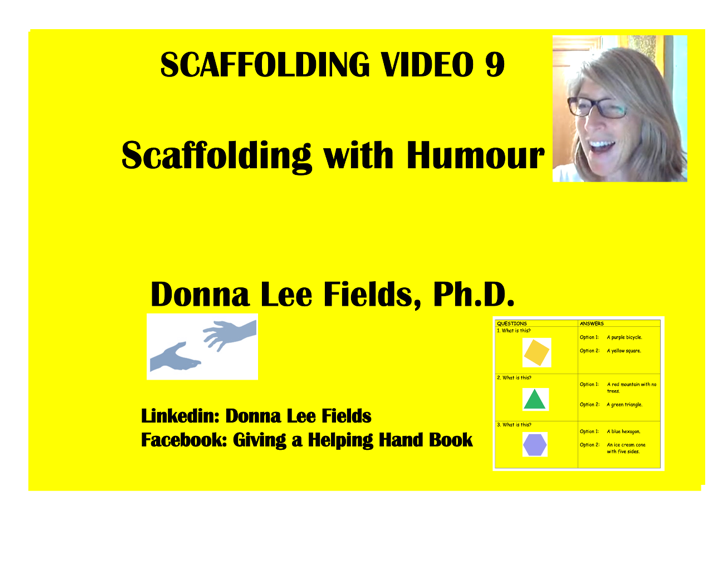 SCAFFOLDING VIDEO 9
Scaffolding with Humour
Donna Lee Fields, Ph.D.
Linkedin: Donna Lee Fields
Facebook: Giving a Helping Hand Book
QUESTIONS ANSWERS
1. What is this?
Option 1: A purple bicycle.
Option 2: A yellow square.
2. What is this?
Option 1: A red mountain with no
trees.
Option 2: A green triangle.
3. What is this?
Option 1: A blue hexagon.
Option 2: An ice cream cone
with five sides.